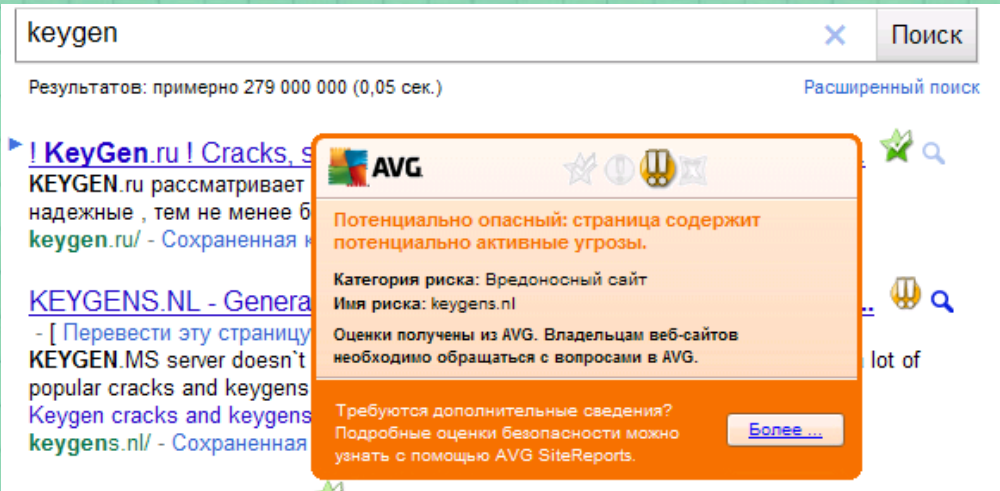 keygen
Поиск
Результатов: примерно 279 000 000 (0,05 сек.)
Расширенный поиск
! KeyGen.ru ! Cracks, s
KEYGEN.ru рассматривает
надежные , тем не менее б
keygen.ru/ - Сохраненная к
AVG
Потенциально опасный: страница содержит
потенциально активные угрозы.
Категория риска: Вредоносный сайт
Имя риска: keygens.nl
Оценки получены из AVG. Владельцам веб-сайтов
необходимо обращаться с вопросами в AVG.
Требуются дополнительные сведения?
Подробные оценки безопасности можно
узнать с помощью AVG SiteReports.
Более ...
KEYGENS.NL - Genera
...
- [ Перевести эту страницу
KEYGEN.MS server doesn`t
lot of
popular cracks and keygens
Keygen cracks and keygens
keygens.nl/ - Сохраненная